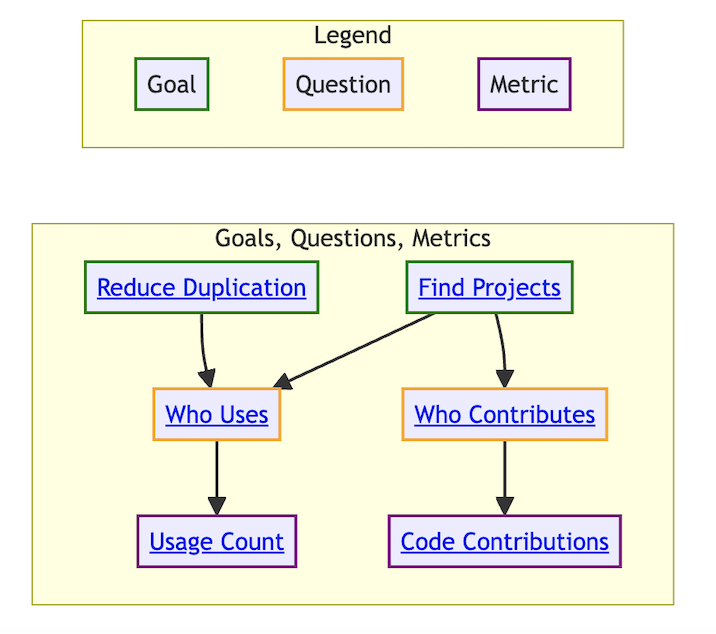 Legend
Goal
Question
Metric
Goals, Questions, Metrics
Reduce Duplication
Find Projects
Who Uses
Who Contributes
Usage Count
Code Contributions